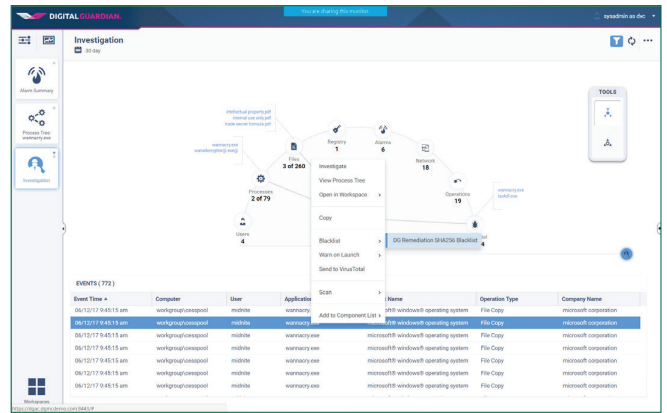 DIGITAL GUARDIAN.
You are sharing this monitor
sysadmin as dvc
Investigation
30 day
Alarm Summary
Process Tree
wannacry.exe
Investigation
Workspaces
TOOLS
intellectual property.pdf
internal use only.pdf
trade secret formula.pdf
wannacry.exe
Registry
1
Alarms
6
Files
3 of 260
Network
18
Processes
2 of 79
Operations
19
wannacry.exe
taskdl.exe
Users
4
4
Investigate
View Process Tree
Open in Workspace
Copy
Blacklist
DG Remediation SHA256 Blacklist
Warn on Launch
Send to VirusTotal
Scan
Add to Component List
EVENTS ( 772 )
Event Time Computer User Application Name Operation Type Company Name
06/12/17 9:45:15 am workgroup\cesspool midnite wannacry.exe microsoft® windows® operating system File Copy microsoft corporation
06/12/17 9:45:15 am workgroup\cesspool midnite wannacry.exe microsoft® windows® operating system File Copy microsoft corporation
06/12/17 9:45:15 am workgroup\cesspool midnite wannacry.exe microsoft® windows® operating system File Copy microsoft corporation
06/12/17 9:45:15 am workgroup\cesspool midnite wannacry.exe microsoft® windows® operating system File Copy microsoft corporation
06/12/17 9:45:15 am workgroup\cesspool midnite wannacry.exe microsoft® windows® operating system File Copy microsoft corporation
06/12/17 9:45:15 am workgroup\cesspool midnite wannacry.exe microsoft® windows® operating system File Copy microsoft corporation
06/12/17 9:45:15 am workgroup\cesspool midnite wannacry.exe microsoft® windows® operating system File Copy microsoft corporation
https://dgac.dgmcdemo.com:8443/#